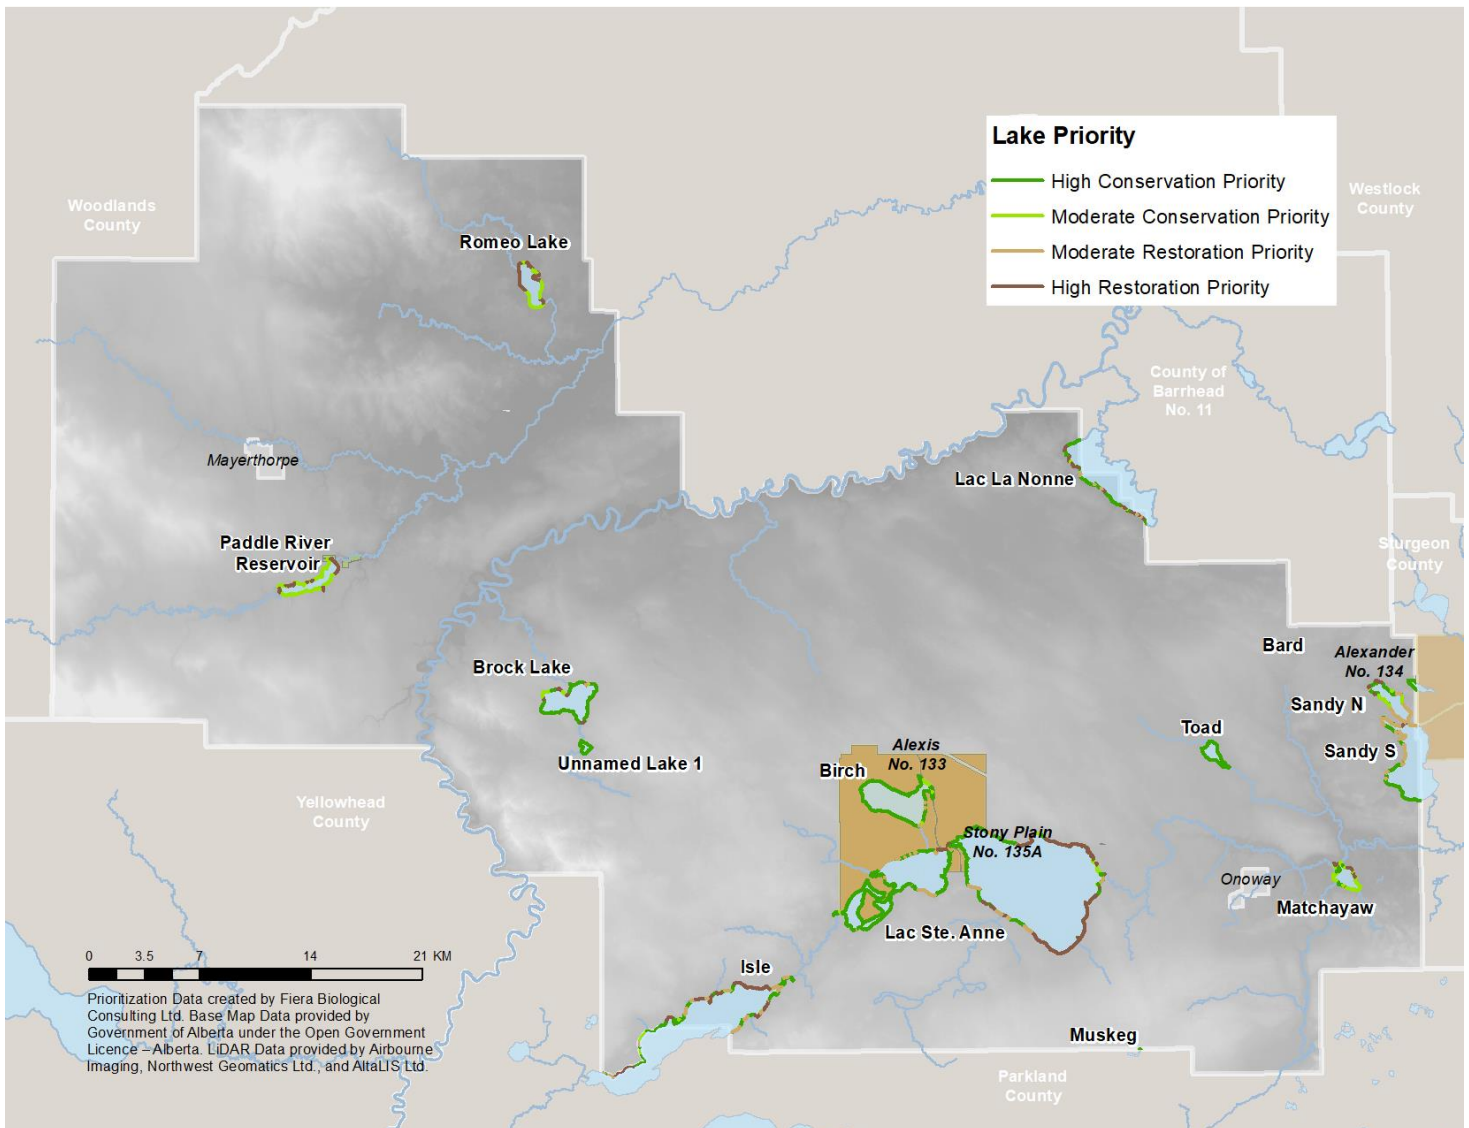 Lake Priority
High Conservation Priority
Moderate Conservation Priority
Moderate Restoration Priority
High Restoration Priority
Woodlands
County
Westlock
County
Romeo Lake
County of
Barrhead
No. 11
Mayerthorpe
Lac La Nonne
Paddle River
Reservoir
Sturgeon
County
Bard
Alexander
No. 134
Brock Lake
Sandy N
Toad
Sandy S
Unnamed Lake 1
Alexis
No. 133
Birch
Yellowhead
County
Stony Plain
No. 135A
Onoway
Matchayaw
Lac Ste. Anne
Isle
Muskeg
Parkland
County
0 3.5 7 14 21 KM
Prioritization Data created by Fiera Biological
Consulting Ltd. Base Map Data provided by
Government of Alberta under the Open Government
Licence – Alberta. LiDAR Data provided by Airbourne
Imaging, Northwest Geomatics Ltd., and AltaLIS Ltd.